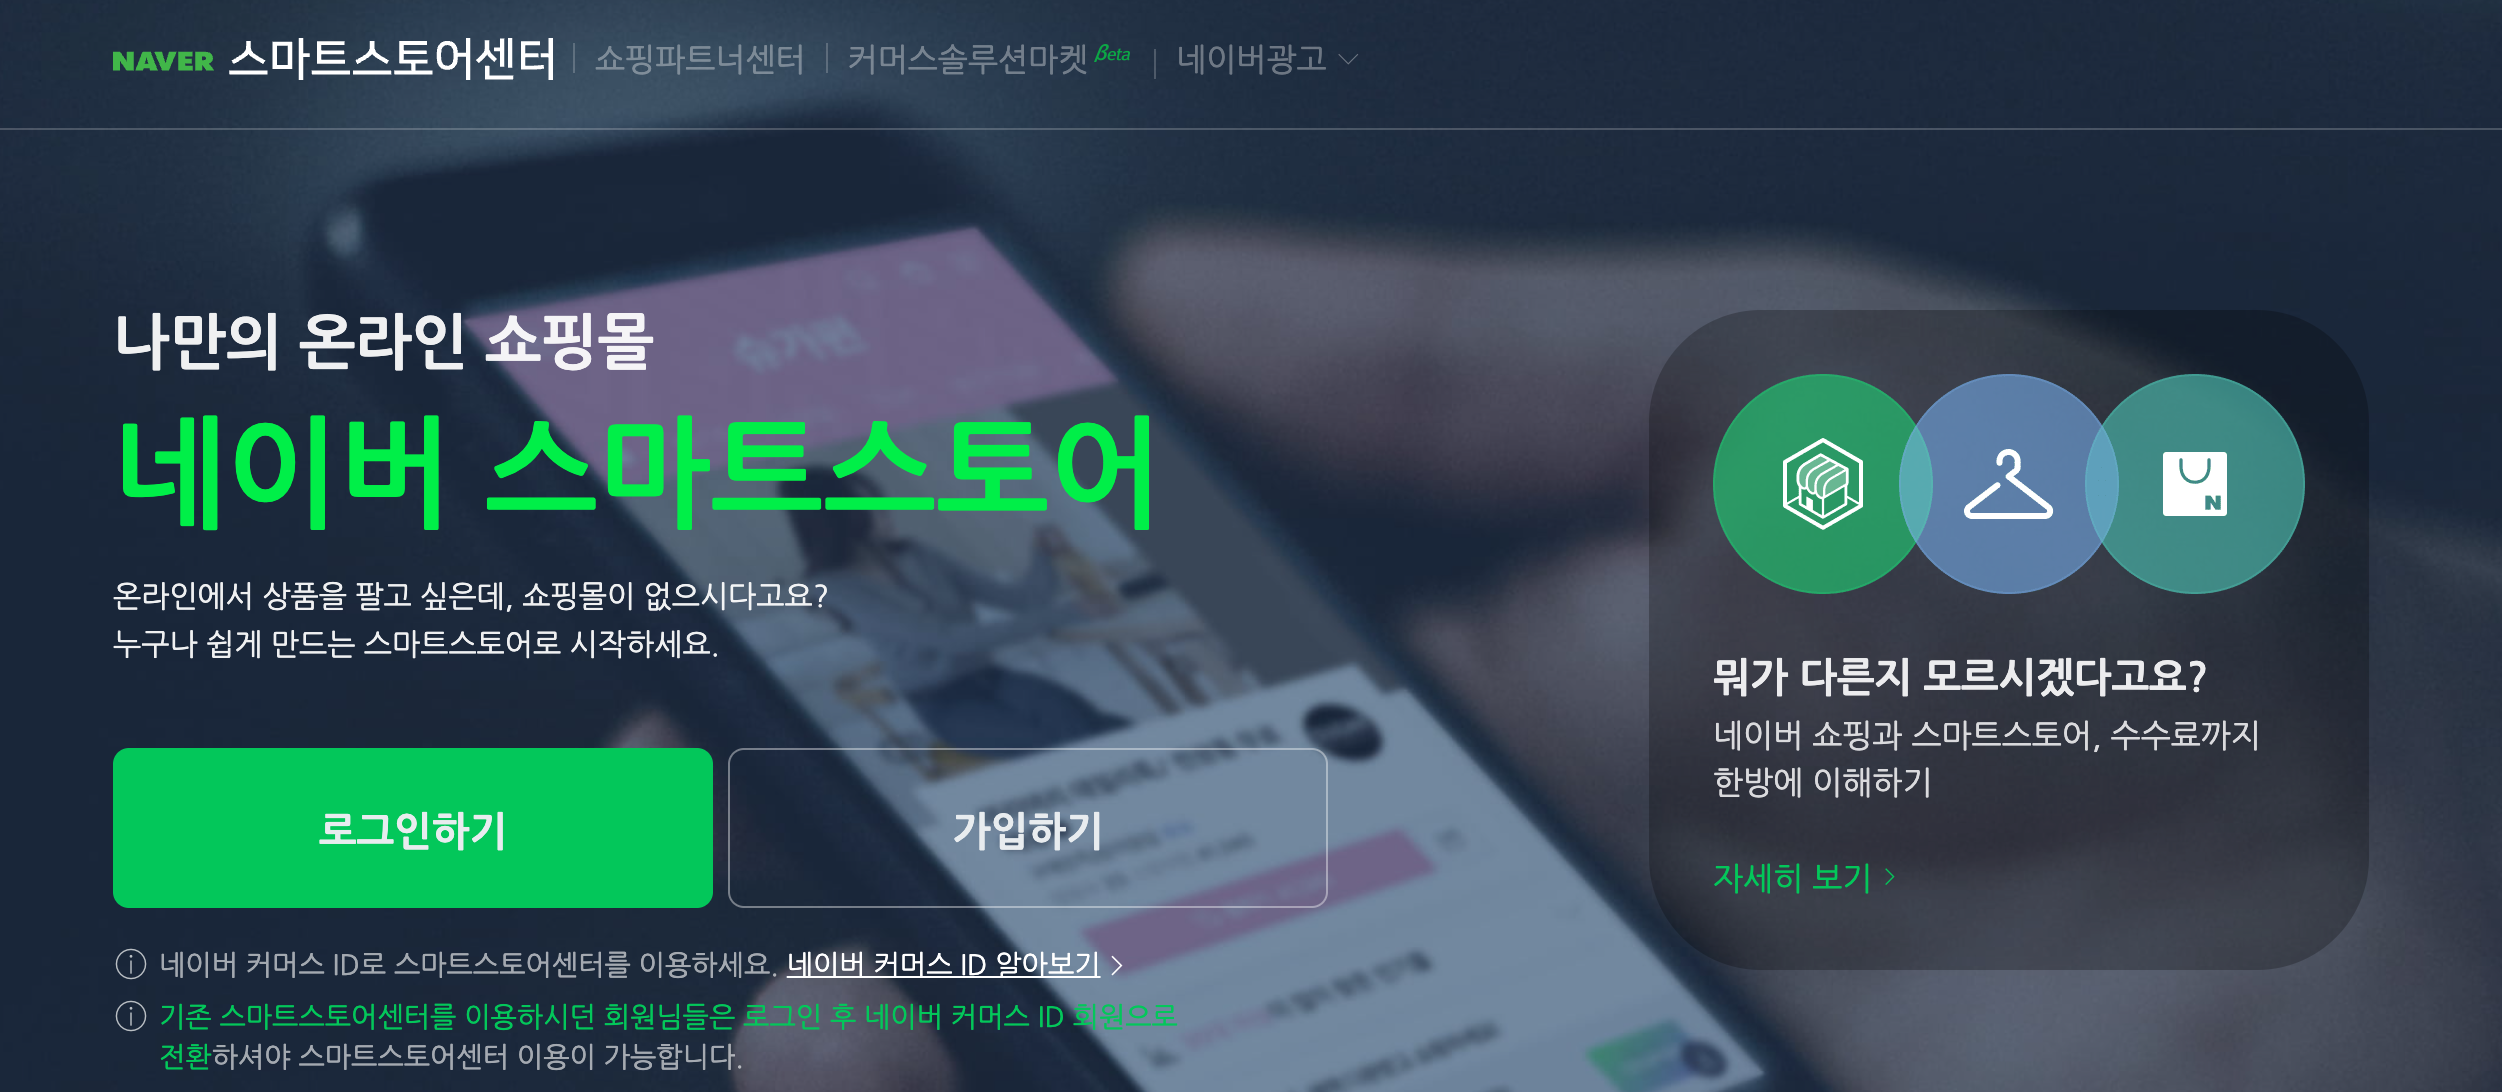 NAVER 스마트스토어센터 쇼핑파트너센터 커머스솔루션마켓 βeta 네이버광고
나만의 온라인 쇼핑몰
네이버 스마트스토어
온라인에서 상품을 팔고 싶은데, 쇼핑몰이 없으시다고요?
누구나 쉽게 만드는 스마트스토어로 시작하세요.
로그인하기
가입하기
네이버 커머스 ID로 스마트스토어센터를 이용하세요. 네이버 커머스 ID 알아보기
기존 스마트스토어센터를 이용하시던 회원님들은 로그인 후 네이버 커머스 ID 회원으로
전환하셔야 스마트스토어센터 이용이 가능합니다.
N
뭐가 다른지 모르시겠다고요?
네이버 쇼핑과 스마트스토어, 수수료까지
한방에 이해하기
자세히 보기